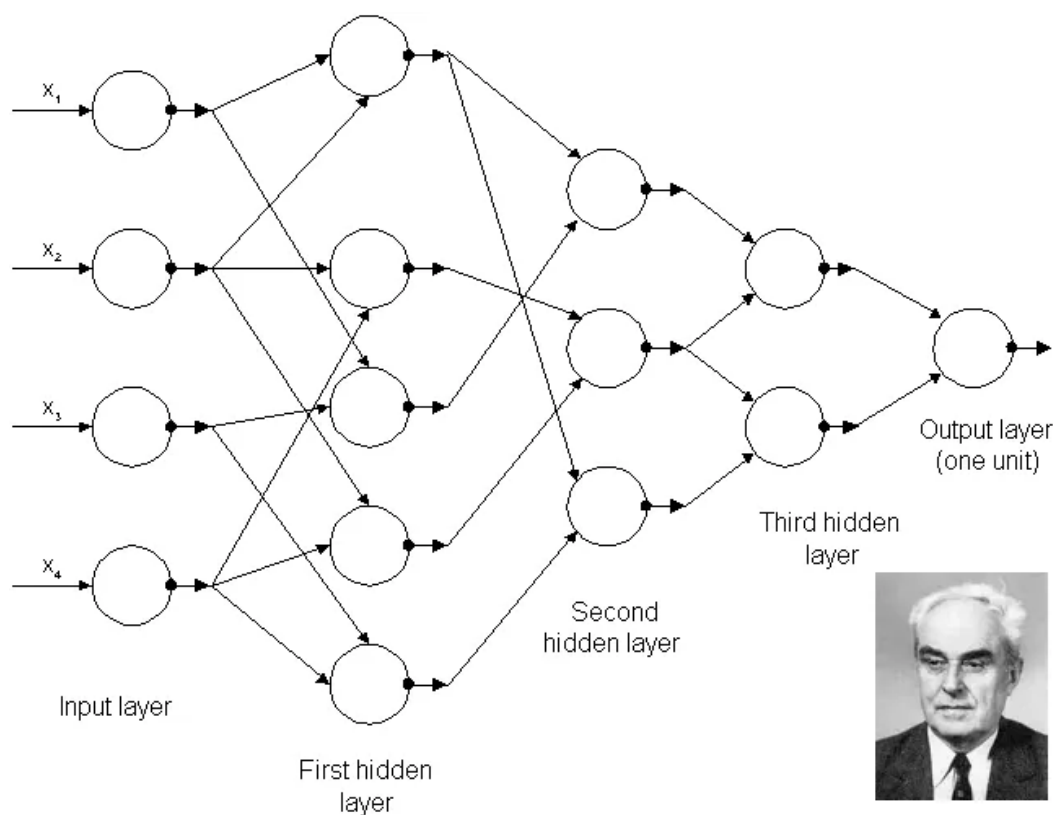 X1
X2
X3
X4
Input layer
First hidden
layer
Second
hidden layer
Third hidden
layer
Output layer
(one unit)